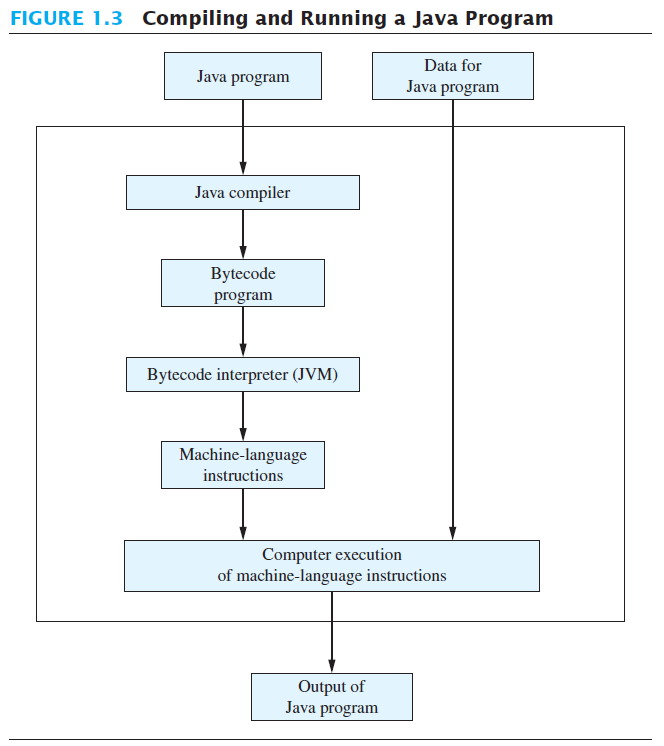 FIGURE 1.3 Compiling and Running a Java Program
Java program
Data for
Java program
Java compiler
Bytecode
program
Bytecode interpreter (JVM)
Machine-language
instructions
Computer execution
of machine-language instructions
Output of
Java program